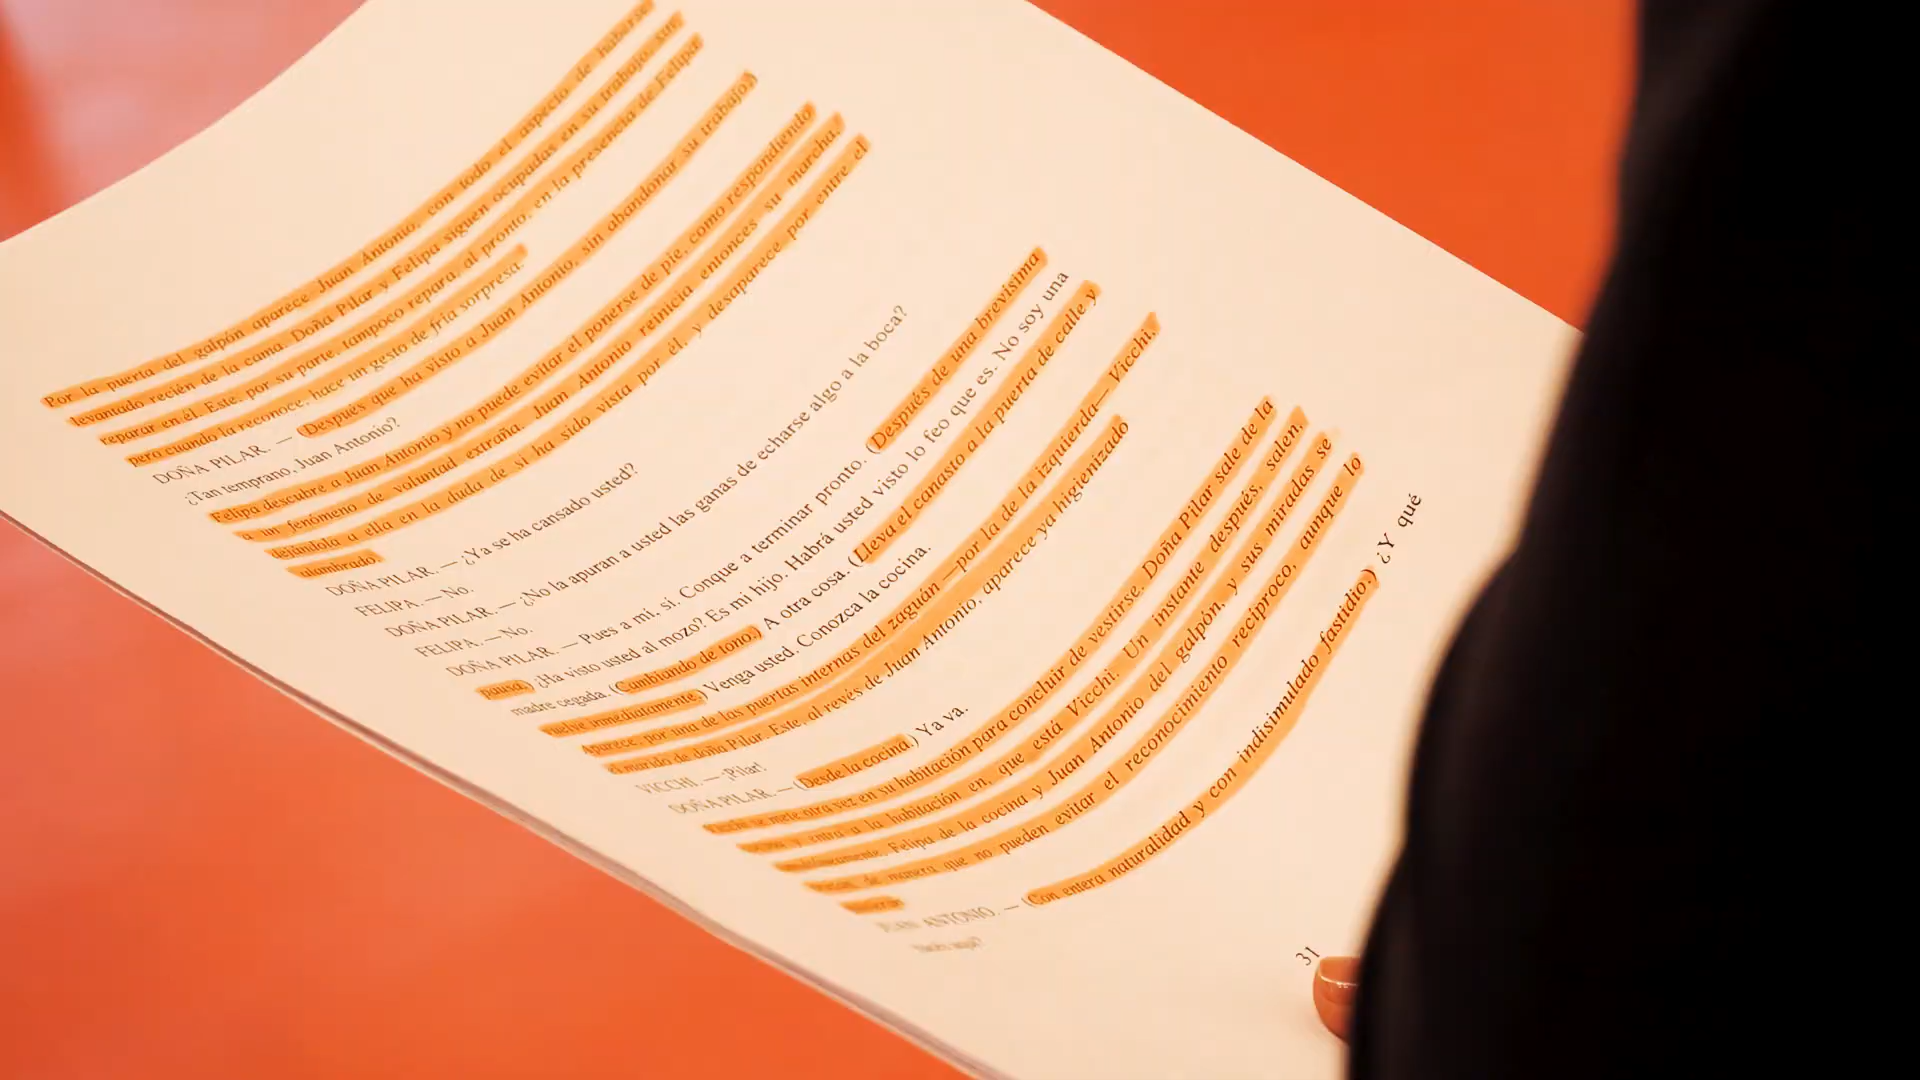 Por la puerta del galpón aparece Juan Antonio, con todo el aspecto de haberse
levantado recién de la cama. Doña Pilar y Felipa siguen ocupadas en su trabajo, sin
reparar en él. Este, por su parte, tampoco repara, al pronto, en la presencia de Felipa
pero cuando la reconoce, hace un gesto de fría sorpresa.
DOÑA PILAR. — Después que ha visto a Juan Antonio, sin abandonar su trabajo)
¿Tan temprano, Juan Antonio?
Felipa descubre a Juan Antonio y no puede evitar el ponerse de pie, como respondiendo
a un fenómeno de voluntad extraña. Juan Antonio reinicia entonces su marcha,
dejándola a ella en la duda de si ha sido vista por él, y desaparece por entre el
alambrado.
DOÑA PILAR. — ¿Ya se ha cansado usted?
FELIPA. — No.
DOÑA PILAR. — ¿No la apuran a usted las ganas de echarse algo a la boca?
FELIPA. — No.
DOÑA PILAR. — Pues a mi, sí. Conque a terminar pronto. (Después de una brevísima
pausa.) ¿Ha visto usted al mozo? Es mi hijo. Habrá usted visto lo feo que es. No soy una
madre cegada. (Cambiando de tono.) A otra cosa. (Lleva el canasto a la puerta de calle y
vuelve inmediatamente.) Venga usted. Conozca la cocina.
Aparece, por una de las puertas internas del zaguán —por la de la izquierda— Vicchi,
el marido de doña Pilar. Este, al revés de Juan Antonio, aparece ya higienizado
VICCHI. — ¡Pilar!
DOÑA PILAR. — (Desde la cocina) Ya va.
Vicchi se mete otra vez en su habitación para concluir de vestirse. Doña Pilar sale de la
cocina y entra a la habitación en que está Vicchi. Un instante después, salen,
simultáneamente, Felipa de la cocina y Juan Antonio del galpón, y sus miradas se
de manera que no pueden evitar el reconocimiento recíproco, aunque lo
JUAN ANTONIO. — (Con entera naturalidad y con indisimulado fastidio.) ¿Y qué
hacés aquí?
31